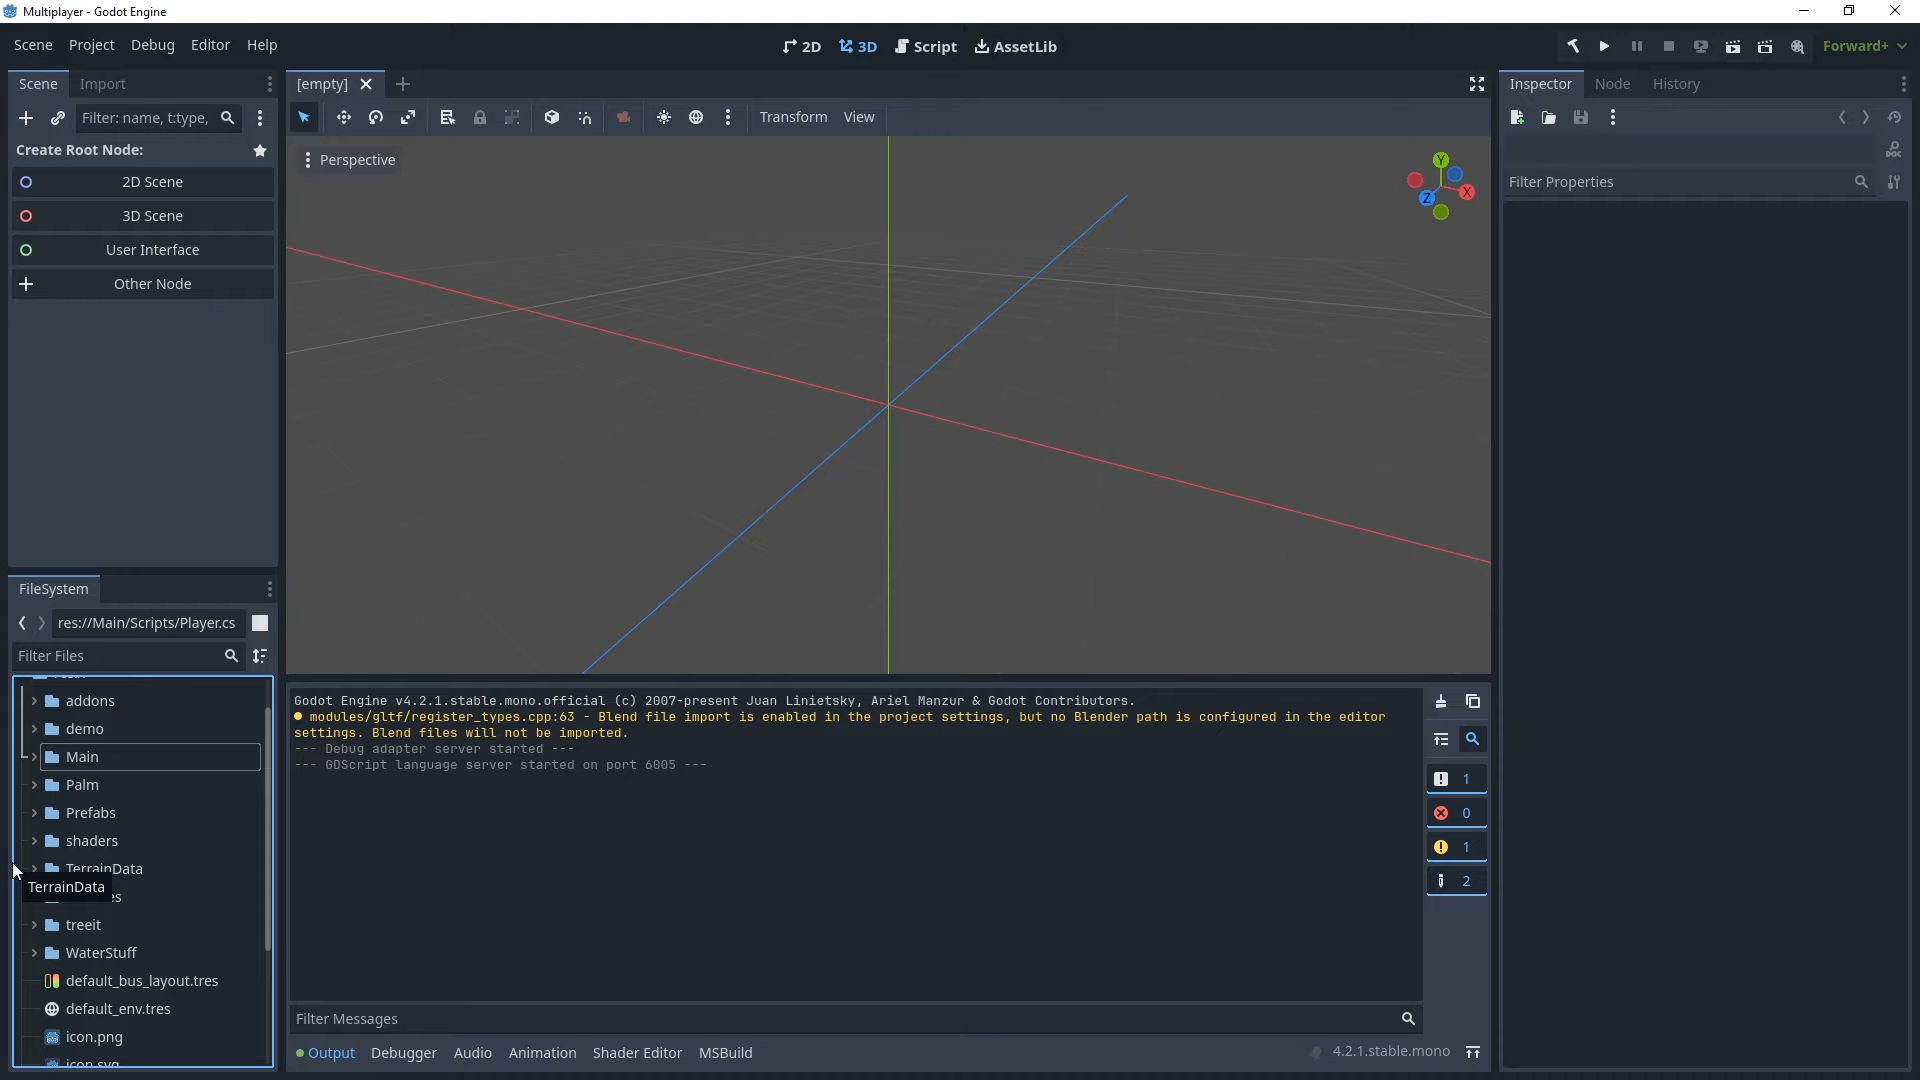 Multiplayer - Godot Engine
Scene Project Debug Editor Help
2D 3D Script AssetLib
Forward+
Scene Import
[empty]
Inspector Node History
Filter: name, t:type,
Transform View
Create Root Node:
Perspective
Y
X
Z
DOC
2D Scene
Filter Properties
3D Scene
User Interface
Other Node
FileSystem
res://Main/Scripts/Player.cs
Filter Files
addons
demo
Main
Palm
Prefabs
shaders
TerrainData
TerrainData
es
treeit
WaterStuff
default_bus_layout.tres
default_env.tres
icon.png
icon.svg
Godot Engine v4.2.1.stable.mono.official (c) 2007-present Juan Linietsky, Ariel Manzur & Godot Contributors.
modules/gltf/register_types.cpp:63 - Blend file import is enabled in the project settings, but no Blender path is configured in the editor
settings. Blend files will not be imported.
--- Debug adapter server started ---
--- GDScript language server started on port 6005 ---
1
0
1
2
Filter Messages
Output Debugger Audio Animation Shader Editor MSBuild
4.2.1.stable.mono